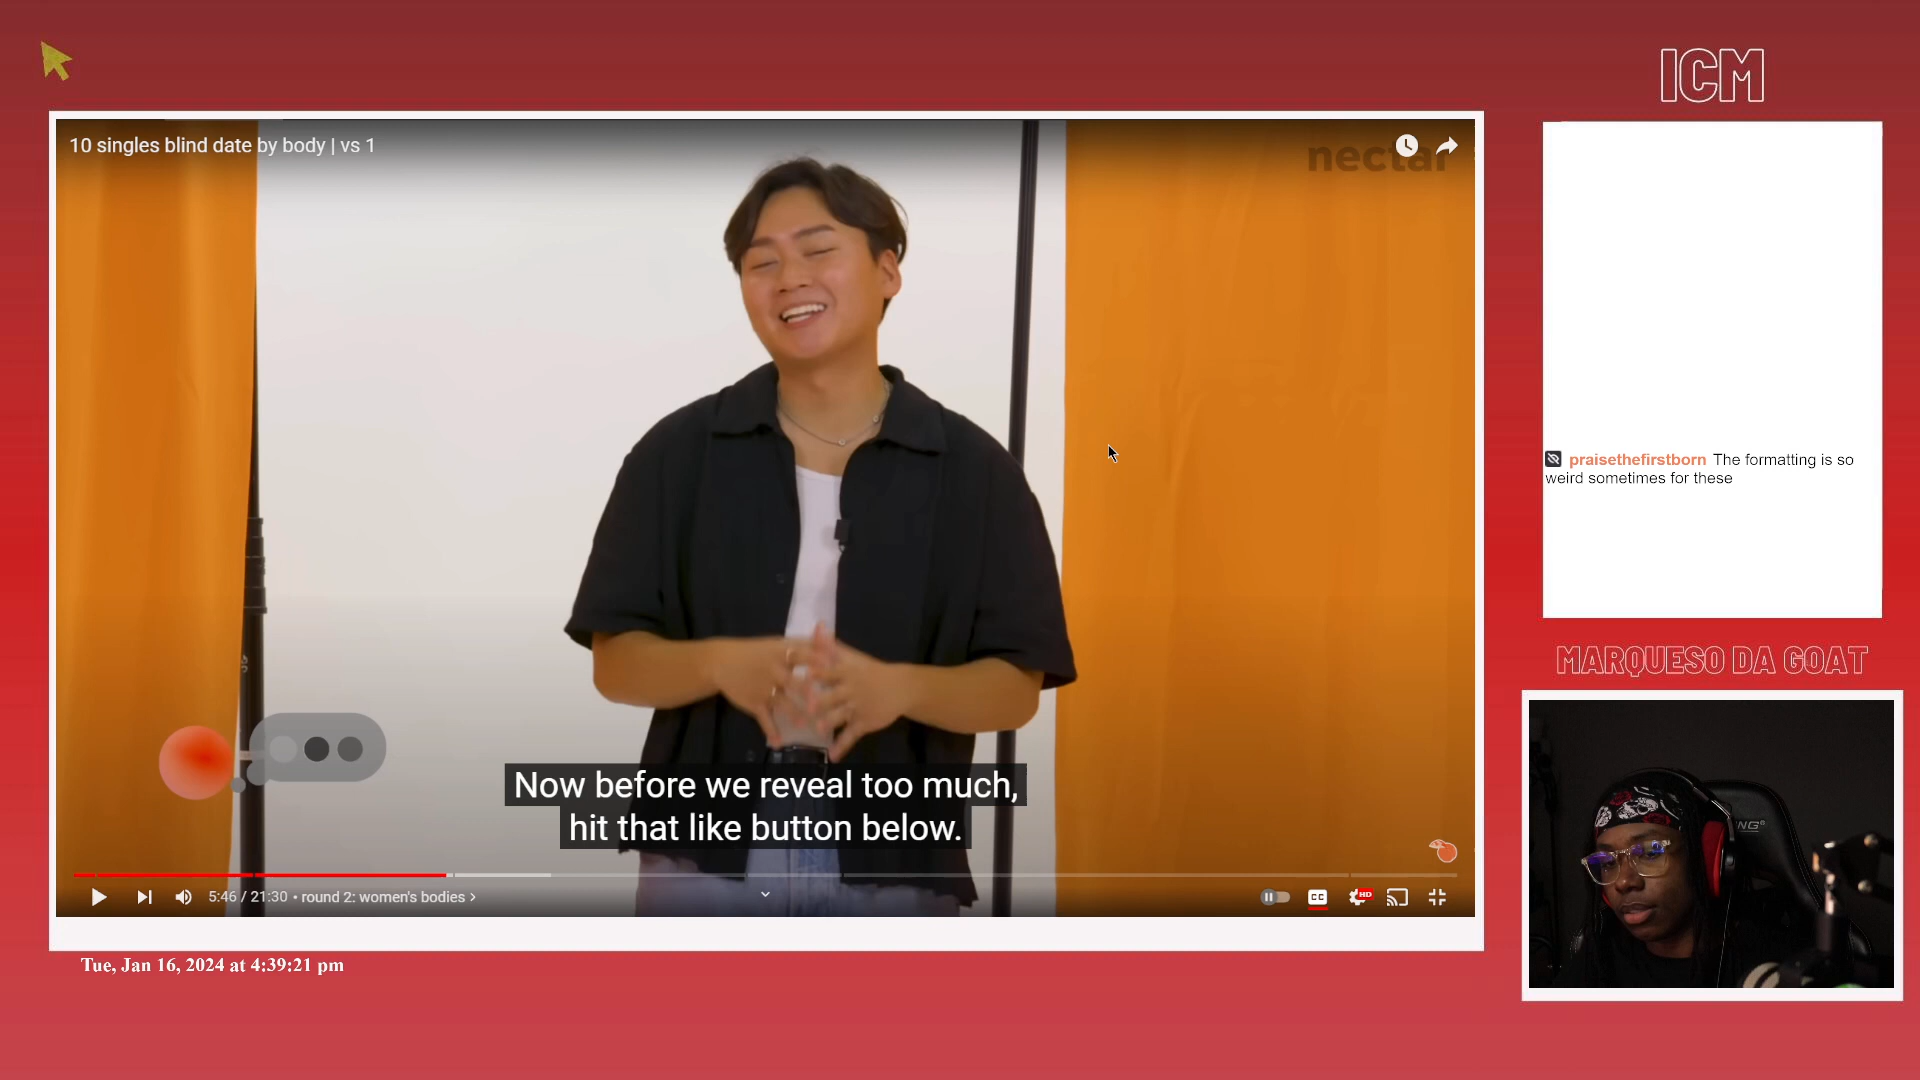 ICM
10 singles blind date by body | vs 1
nectar
praisethefirstborn The formatting is so
weird sometimes for these
MARQUESO DA GOAT
Now before we reveal too much,
hit that like button below.
5:46 / 21:30 • round 2: women's bodies >
CC
HD
Tue, Jan 16, 2024 at 4:39:21 pm